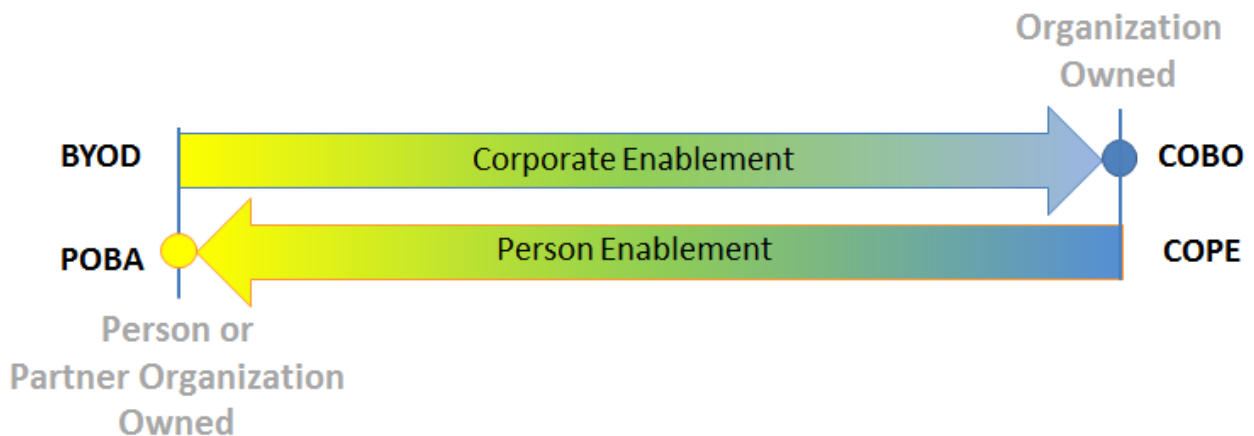 Organization
Owned
BYOD
Corporate Enablement
COBO
POBA
Person Enablement
COPE
Person or
Partner Organization
Owned